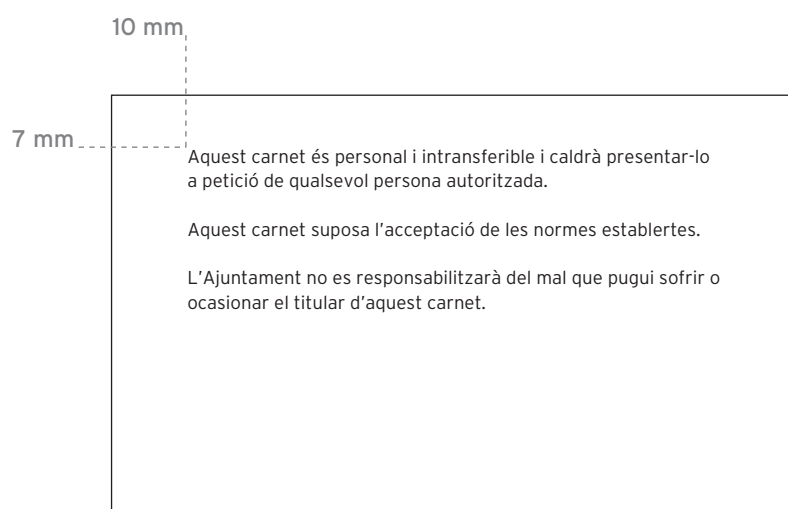 10 mm
7 mm
Aquest carnet és personal i intransferible i caldrà presentar-lo
a petició de qualsevol persona autoritzada.
Aquest carnet suposa l’acceptació de les normes establertes.
L’Ajuntament no es responsabilitzarà del mal que pugui sofrir o
ocasionar el titular d’aquest carnet.